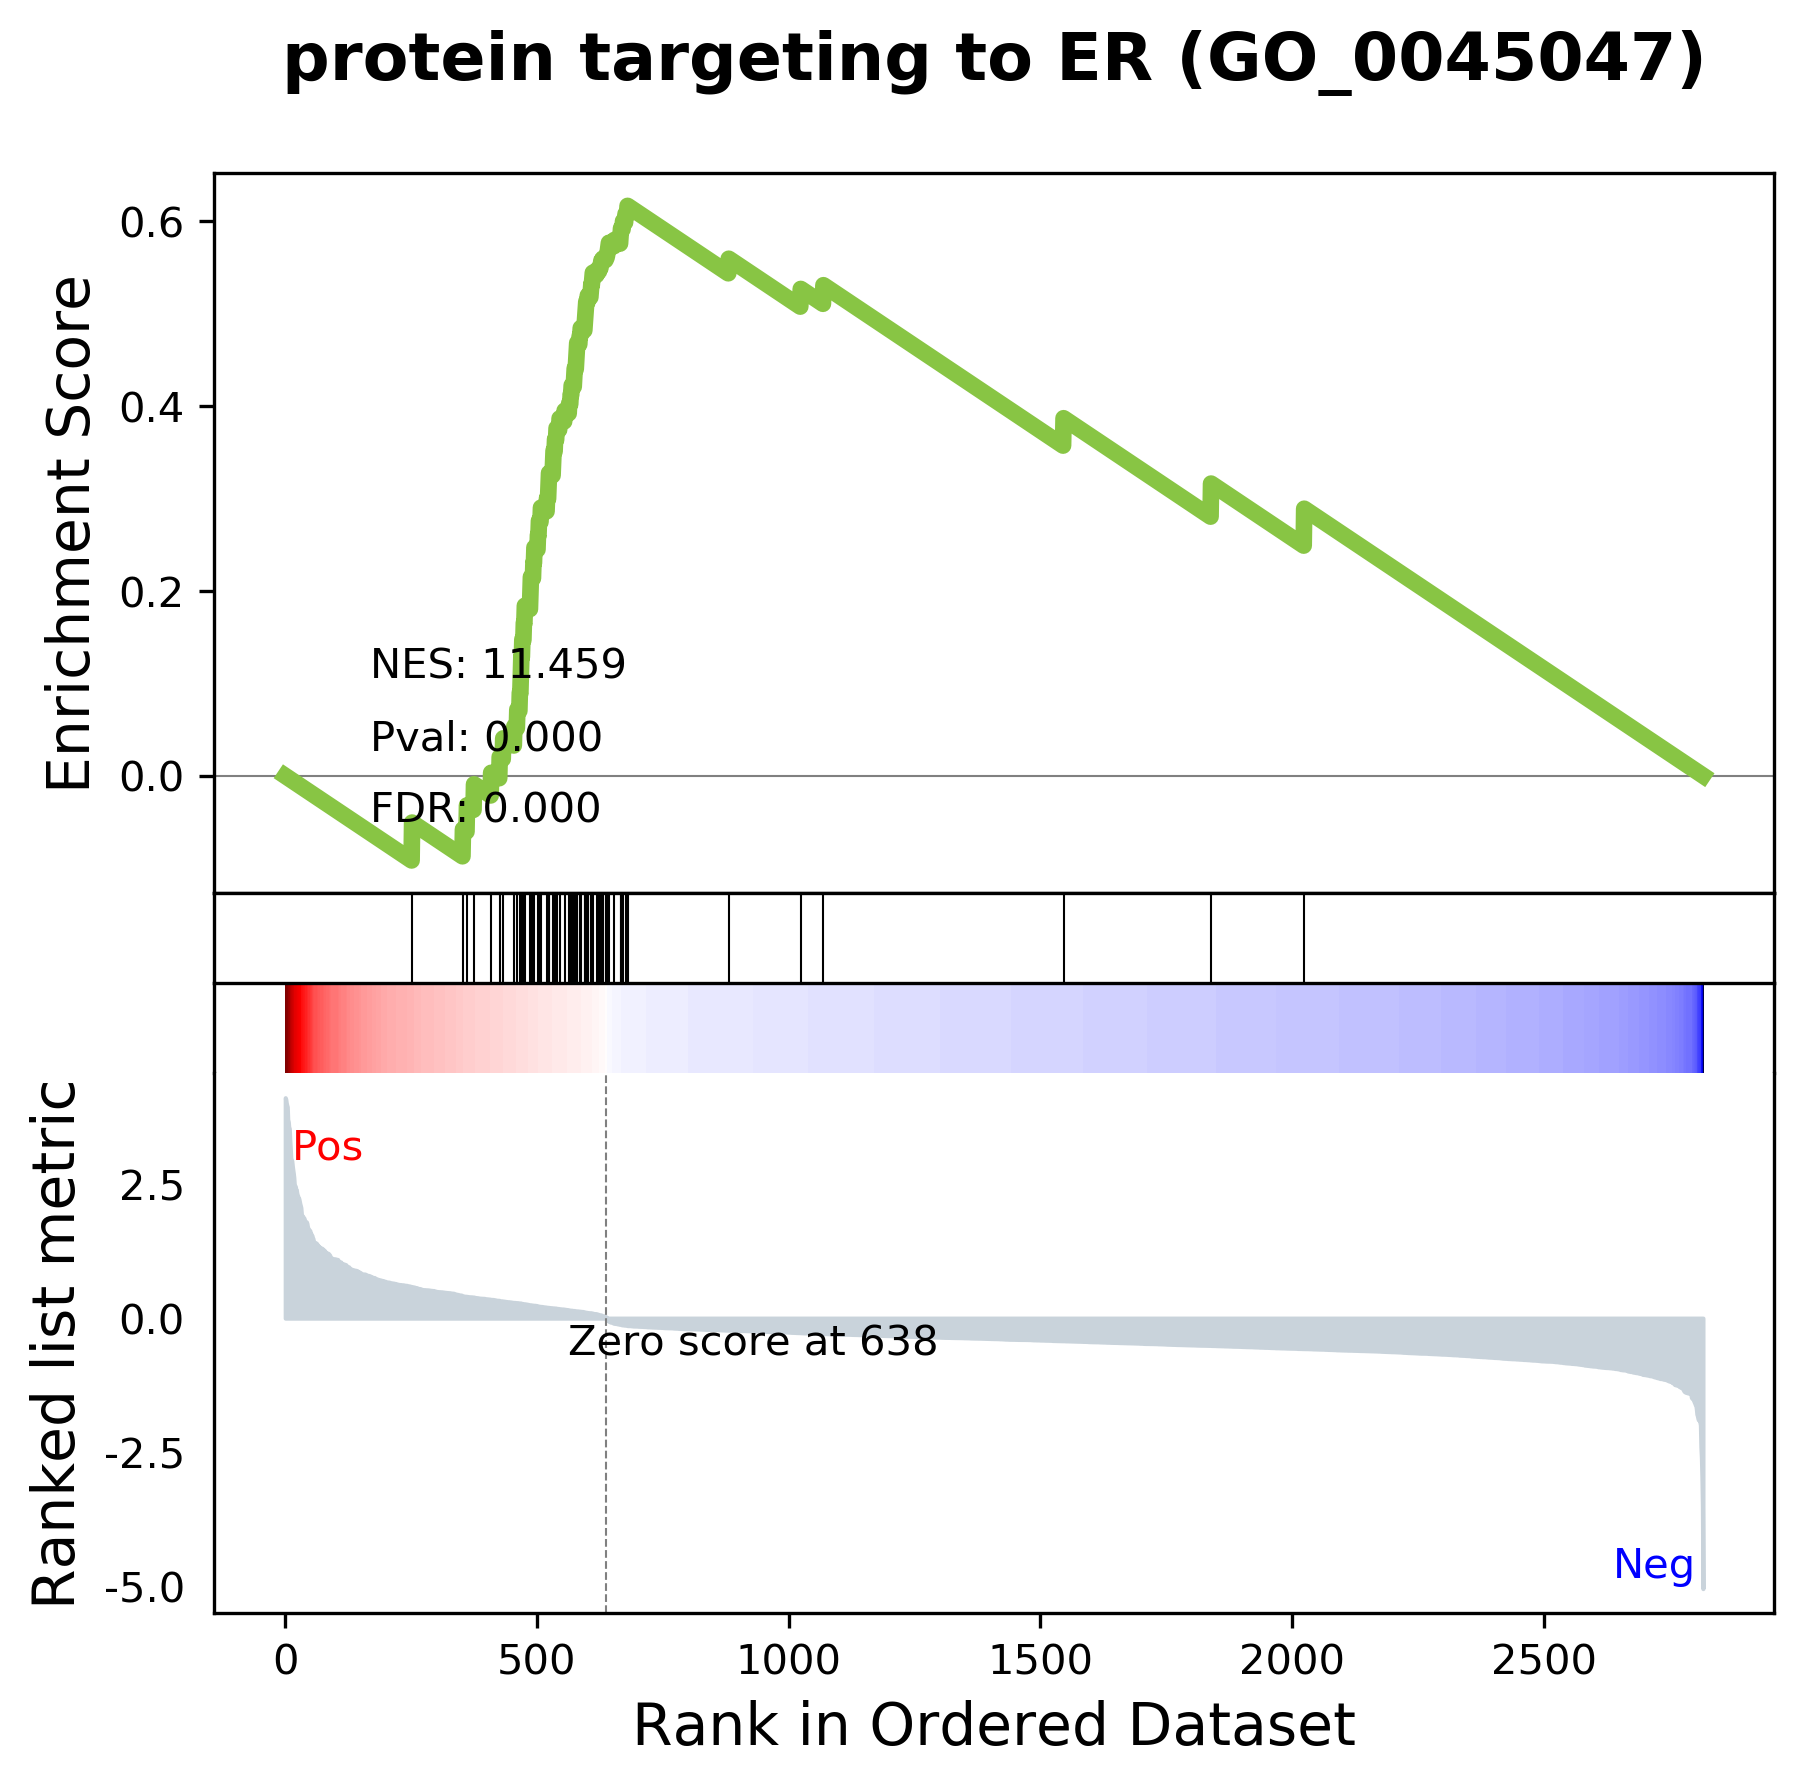 protein targeting to ER (GO_0045047)
Enrichment Score
0.6
0.4
0.2
0.0
NES: 11.459
Pval: 0.000
FDR: 0.000
Ranked list metric
Pos
2.5
0.0
Zero score at 638
-2.5
-5.0
Neg
0 500 1000 1500 2000 2500
Rank in Ordered Dataset